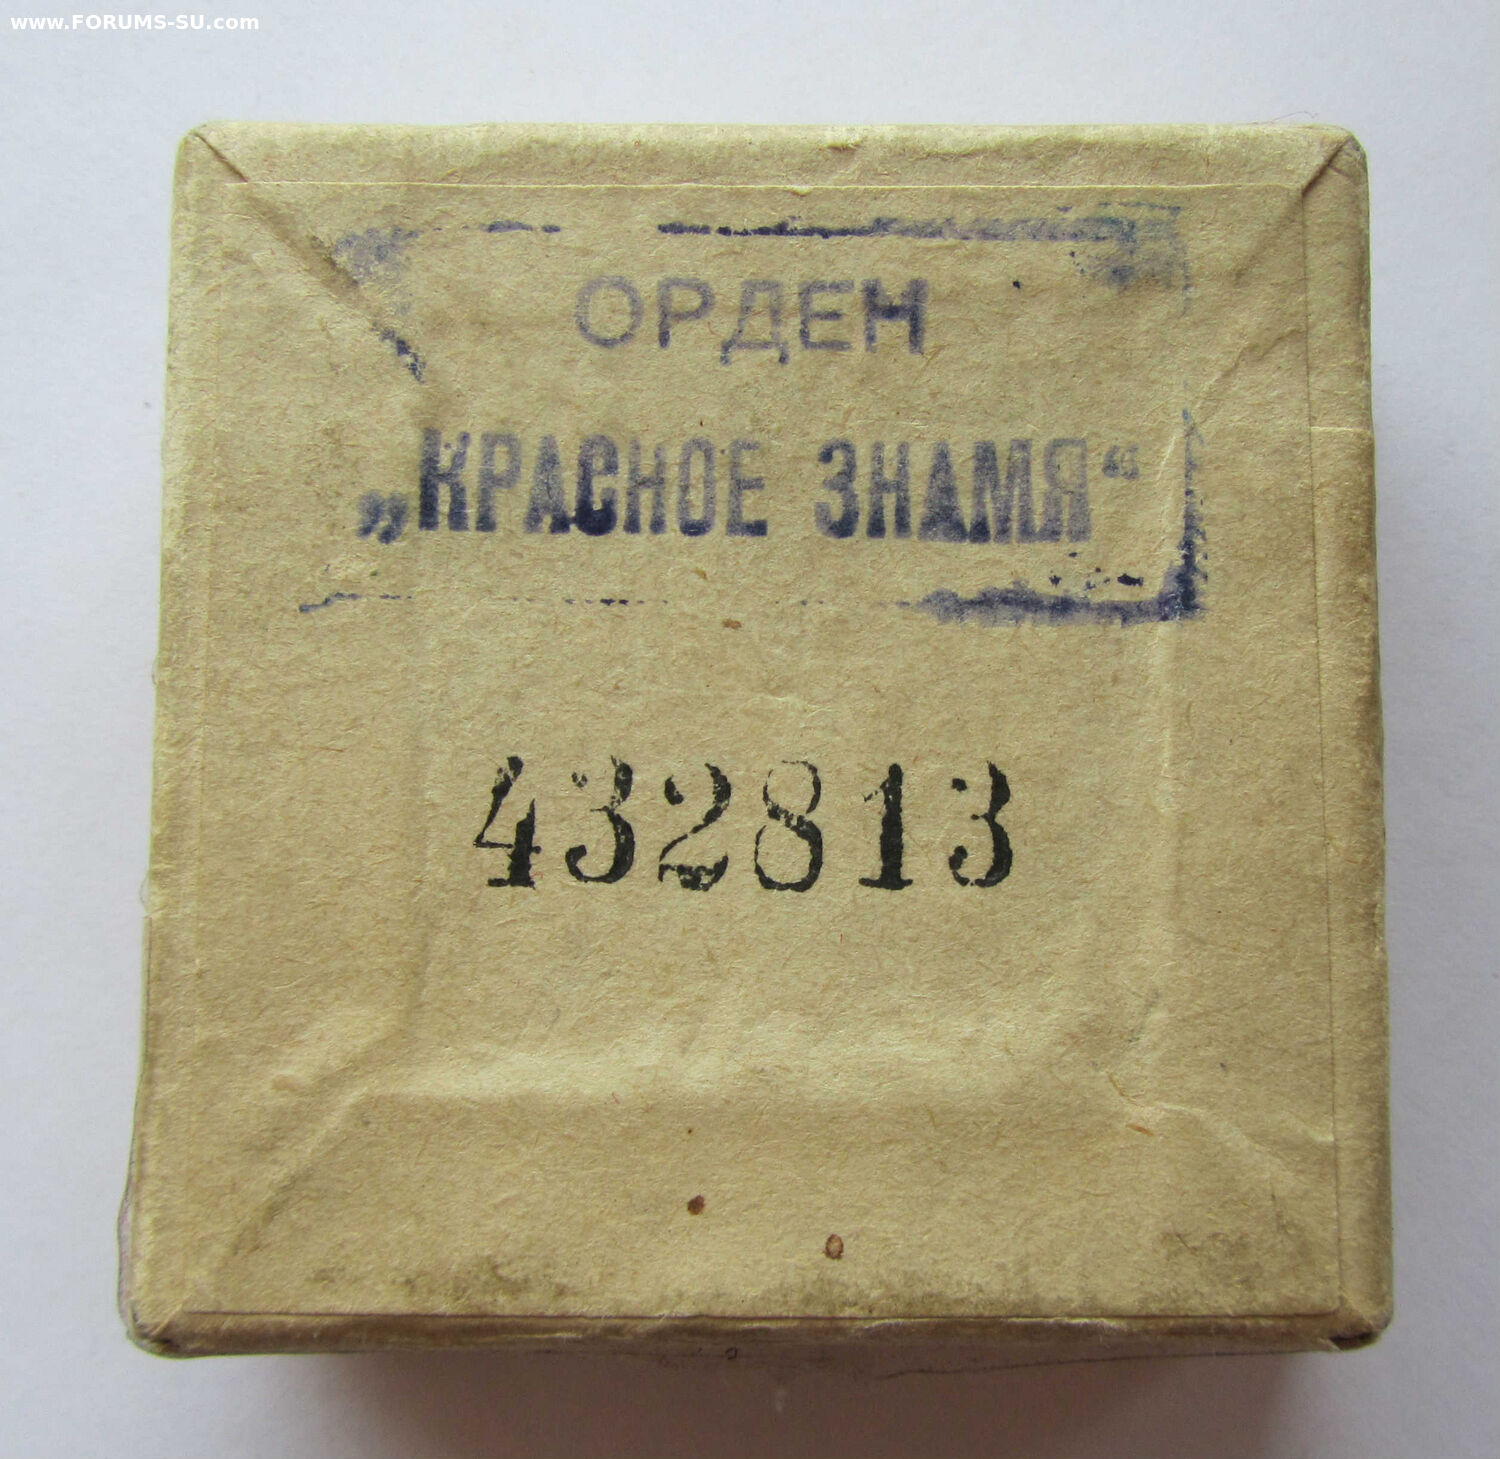 www.FORUMS-SU.com
ОРДЕН
„КРАСНОЕ ЗНАМЯ“
432813